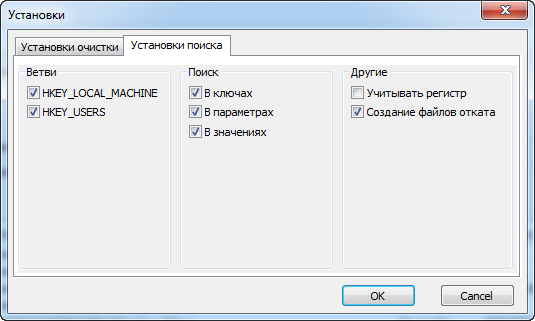 Установки
Установки очистки
Установки поиска
Ветви
HKEY_LOCAL_MACHINE
HKEY_USERS
Поиск
В ключах
В параметрах
В значениях
Другие
Учитывать регистр
Создание файлов отката
OK
Cancel